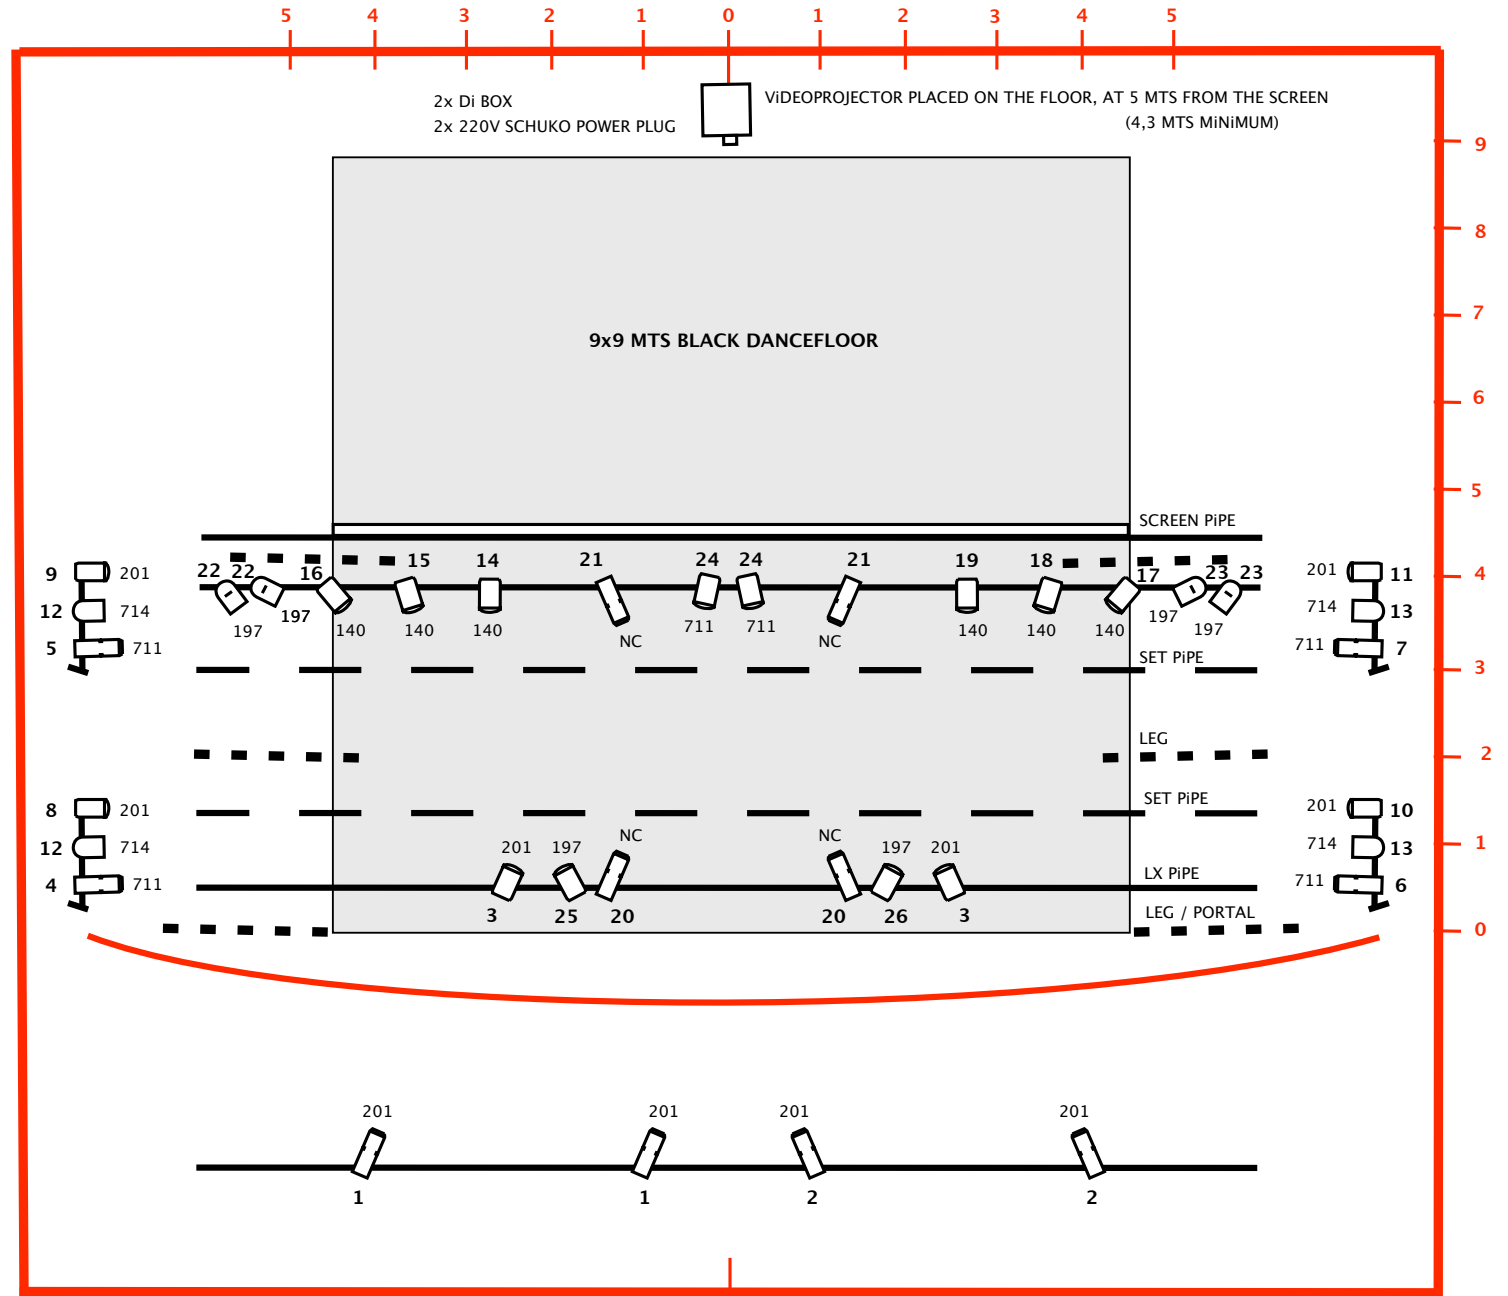 5 4 3 2 1 0 1 2 3 4 5
2x Di BOX
2x 220V SCHUKO POWER PLUG
ViDEOPROJECTOR PLACED ON THE FLOOR, AT 5 MTS FROM THE SCREEN
(4,3 MTS MiNiMUM)
9
8
7
9x9 MTS BLACK DANCEFLOOR
6
5
SCREEN PiPE
15 14 21 24 24 21 19 18
9 201 22 22 16 17 23 23 201 11 4
12 714 714 13
197 197 140 140 140 NC 711 711 NC 140 140 140 197 197
5 711 711 7
SET PiPE
3
LEG
2
SET PiPE
8 201 201 10
NC NC
12 714 201 197 197 201 714 13 1
LX PiPE
4 711 711 6
3 25 20 20 26 3
LEG / PORTAL
0
201 201 201 201
1 1 2 2